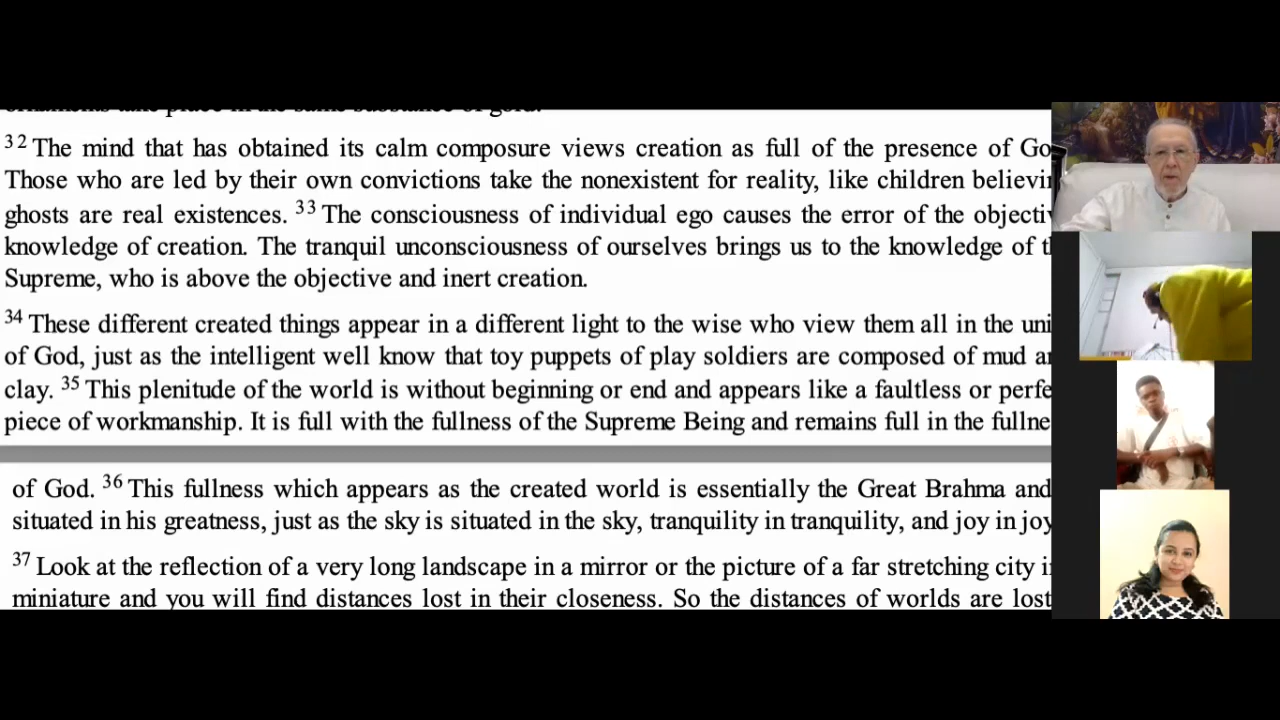 32 The mind that has obtained its calm composure views creation as full of the presence of Go
Those who are led by their own convictions take the nonexistent for reality, like children believin
ghosts are real existences. 33 The consciousness of individual ego causes the error of the objectiv
knowledge of creation. The tranquil unconsciousness of ourselves brings us to the knowledge of th
Supreme, who is above the objective and inert creation.
34 These different created things appear in a different light to the wise who view them all in the uni
of God, just as the intelligent well know that toy puppets of play soldiers are composed of mud an
clay. 35 This plenitude of the world is without beginning or end and appears like a faultless or perfe
piece of workmanship. It is full with the fullness of the Supreme Being and remains full in the fullne
of God. 36 This fullness which appears as the created world is essentially the Great Brahma and
situated in his greatness, just as the sky is situated in the sky, tranquility in tranquility, and joy in joy
37 Look at the reflection of a very long landscape in a mirror or the picture of a far stretching city in
miniature and you will find distances lost in their closeness. So the distances of worlds are lost